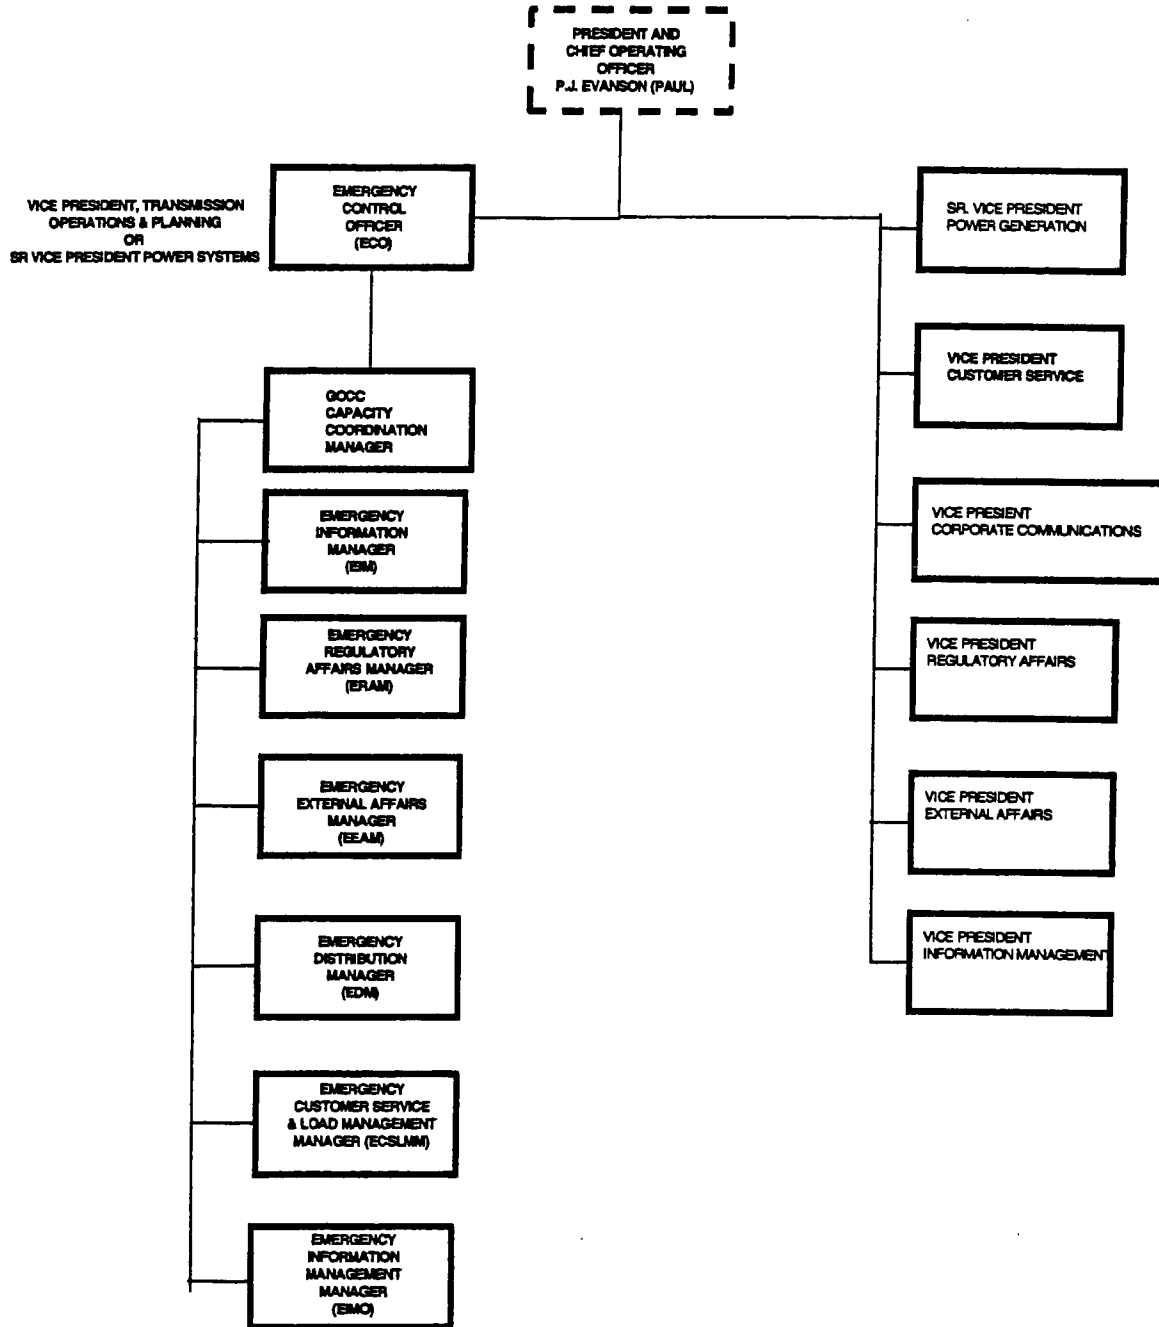 PRESIDENT AND
CHIEF OPERATING
OFFICER
P.J. EVANSON (PAUL)
VICE PRESIDENT, TRANSMISSION
OPERATIONS & PLANNING
OR
SR VICE PRESIDENT POWER SYSTEMS
EMERGENCY
CONTROL
OFFICER
(ECO)
GOCC
CAPACITY
COORDINATION
MANAGER
EMERGENCY
INFORMATION
MANAGER
(EIM)
EMERGENCY
REGULATORY
AFFAIRS MANAGER
(ERAM)
EMERGENCY
EXTERNAL AFFAIRS
MANAGER
(EEAM)
EMERGENCY
DISTRIBUTION
MANAGER
(EDM)
EMERGENCY
CUSTOMER SERVICE
& LOAD MANAGEMENT
MANAGER (ECSLMM)
EMERGENCY
INFORMATION
MANAGEMENT
MANAGER
(EIMO)
SR. VICE PRESIDENT
POWER GENERATION
VICE PRESIDENT
CUSTOMER SERVICE
VICE PRESIENT
CORPORATE COMMUNICATIONS
VICE PRESIDENT
REGULATORY AFFAIRS
VICE PRESIDENT
EXTERNAL AFFAIRS
VICE PRESIDENT
INFORMATION MANAGEMENT